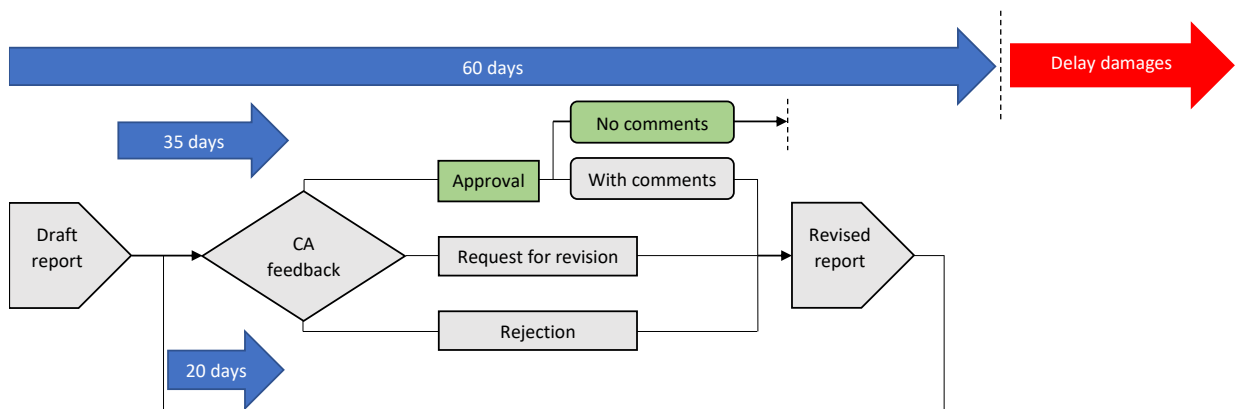 60 days
Delay damages
35 days
No comments
Approval
With comments
Draft
report
CA
feedback
Request for revision
Revised
report
Rejection
20 days